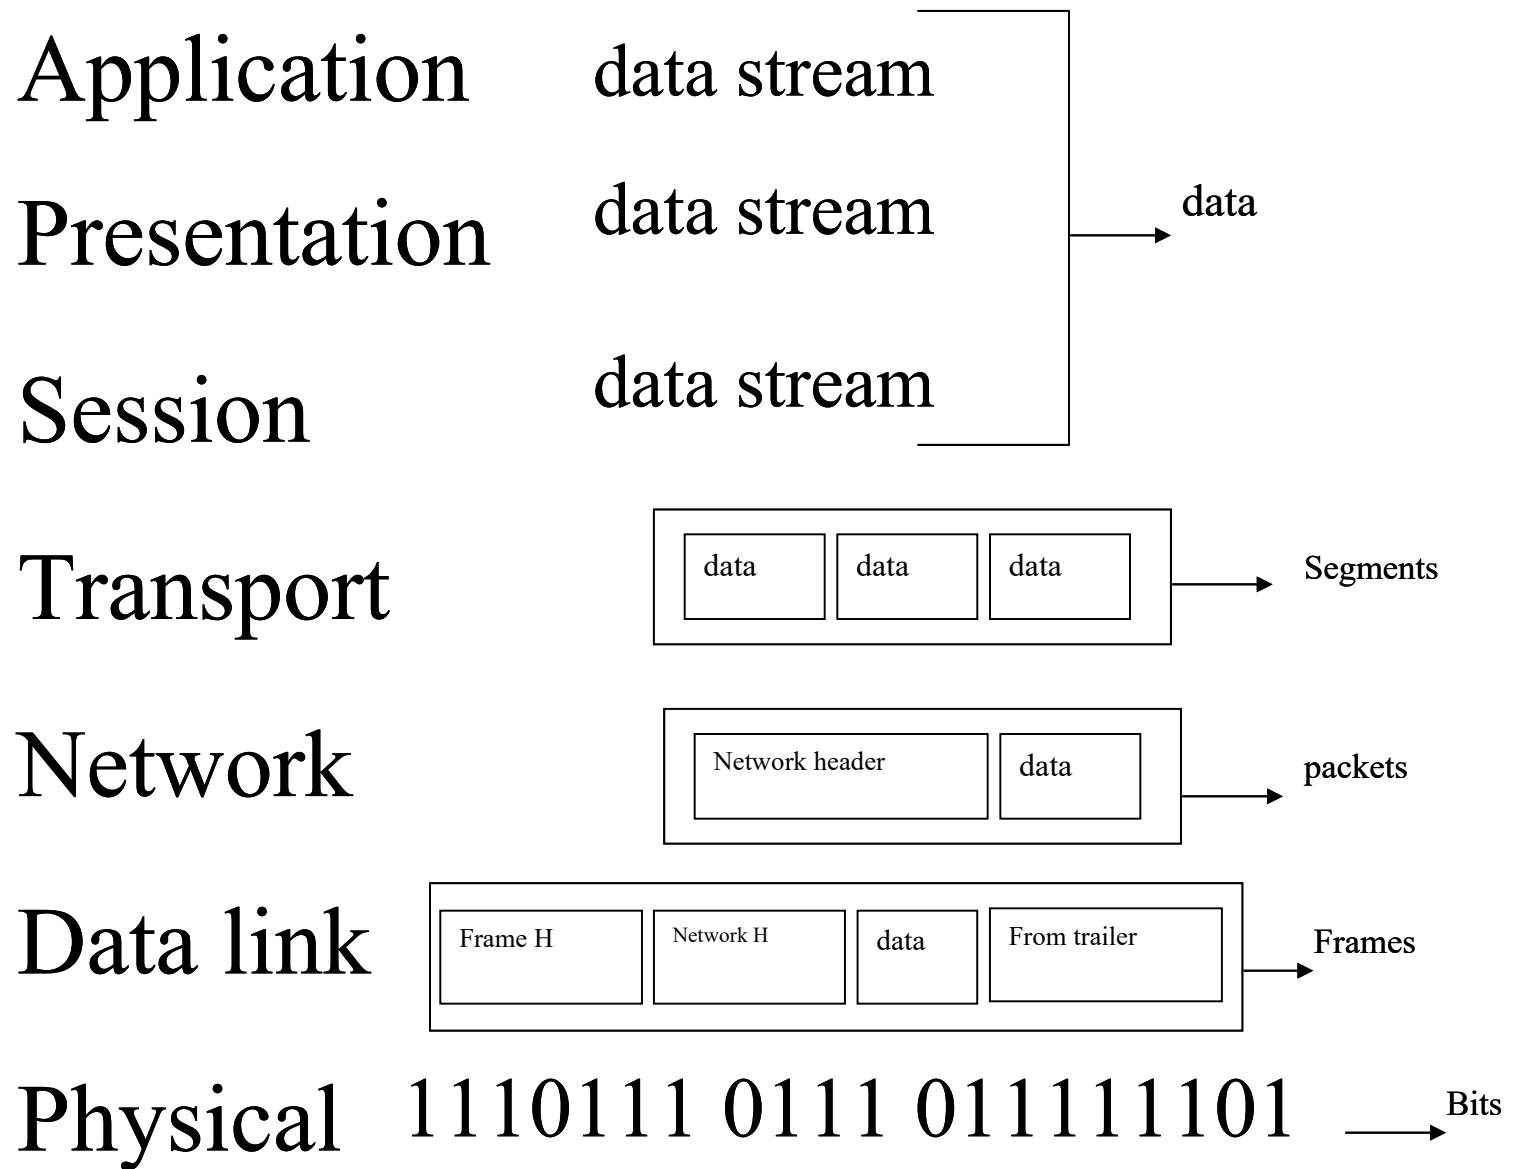 Application data stream
Presentation data stream data
Session data stream
Transport data data data Segments
Network Network header data packets
Data link Frame H Network H data From trailer Frames
Physical 1110111 0111 011111101 Bits